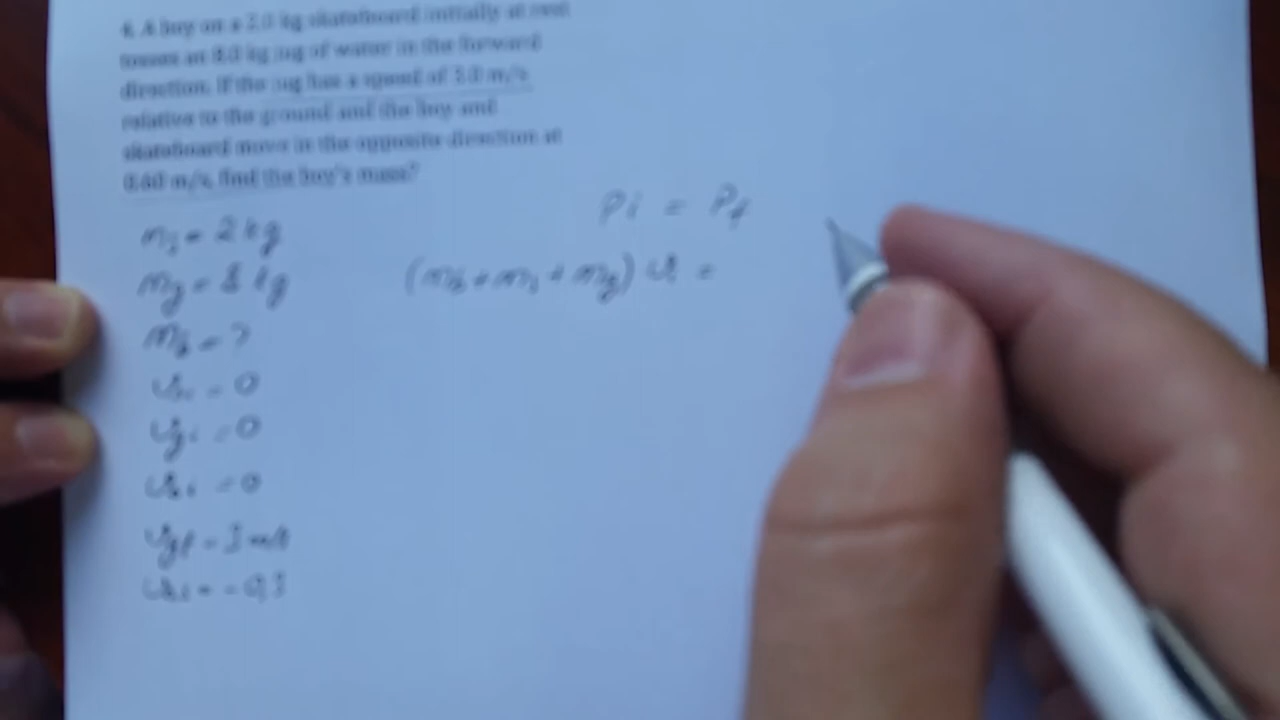 6. A boy on a 2.0 kg skateboard initially at rest
tosses an 8.0 kg jug of water in the forward
direction. If the jug has a speed of 3.0 m/s
relative to the ground and the boy and
skateboard move in the opposite direction at
0.60 m/s, find the boy's mass?
Pi = Pf
ms = 2 kg
(mb + ms + mj) vi =
mj = 8 kg
mb = ?
vsi = 0
vji = 0
vbi = 0
vjf = 3 m/s